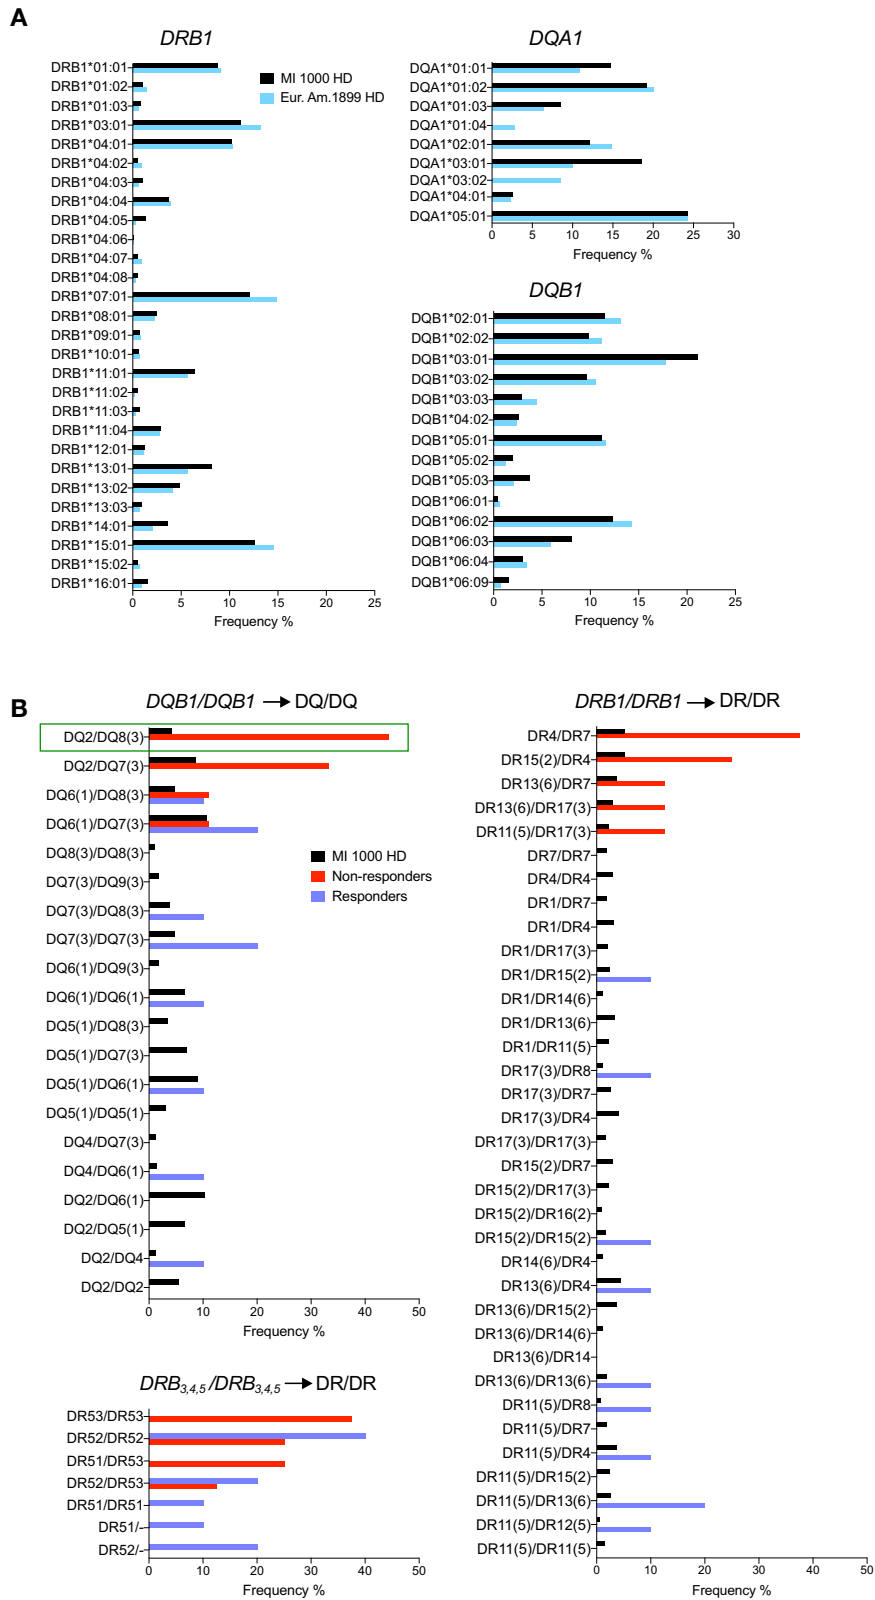 A
DRB1
DRB1*01:01
DRB1*01:02
DRB1*01:03
DRB1*03:01
DRB1*04:01
DRB1*04:02
DRB1*04:03
DRB1*04:04
DRB1*04:05
DRB1*04:06
DRB1*04:07
DRB1*04:08
DRB1*07:01
DRB1*08:01
DRB1*09:01
DRB1*10:01
DRB1*11:01
DRB1*11:02
DRB1*11:03
DRB1*11:04
DRB1*12:01
DRB1*13:01
DRB1*13:02
DRB1*13:03
DRB1*14:01
DRB1*15:01
DRB1*15:02
DRB1*16:01
0 5 10 15 20 25
Frequency %
MI 1000 HD
Eur. Am.1899 HD
DQA1
DQA1*01:01
DQA1*01:02
DQA1*01:03
DQA1*01:04
DQA1*02:01
DQA1*03:01
DQA1*03:02
DQA1*04:01
DQA1*05:01
0 5 10 15 20 25 30
Frequency %
DQB1
DQB1*02:01
DQB1*02:02
DQB1*03:01
DQB1*03:02
DQB1*03:03
DQB1*04:02
DQB1*05:01
DQB1*05:02
DQB1*05:03
DQB1*06:01
DQB1*06:02
DQB1*06:03
DQB1*06:04
DQB1*06:09
0 5 10 15 20 25
Frequency %
B
DQB1/DQB1 → DQ/DQ
DQ2/DQ8(3)
DQ2/DQ7(3)
DQ6(1)/DQ8(3)
DQ6(1)/DQ7(3)
DQ8(3)/DQ8(3)
DQ7(3)/DQ9(3)
DQ7(3)/DQ8(3)
DQ7(3)/DQ7(3)
DQ6(1)/DQ9(3)
DQ6(1)/DQ6(1)
DQ5(1)/DQ8(3)
DQ5(1)/DQ7(3)
DQ5(1)/DQ6(1)
DQ5(1)/DQ5(1)
DQ4/DQ7(3)
DQ4/DQ6(1)
DQ2/DQ6(1)
DQ2/DQ5(1)
DQ2/DQ4
DQ2/DQ2
0 10 20 30 40 50
Frequency %
MI 1000 HD
Non-responders
Responders
DRB3,4,5/DRB3,4,5 → DR/DR
DR53/DR53
DR52/DR52
DR51/DR53
DR52/DR53
DR51/DR51
DR51/-
DR52/-
0 10 20 30 40 50
Frequency %
DRB1/DRB1 → DR/DR
DR4/DR7
DR15(2)/DR4
DR13(6)/DR7
DR13(6)/DR17(3)
DR11(5)/DR17(3)
DR7/DR7
DR4/DR4
DR1/DR7
DR1/DR4
DR1/DR17(3)
DR1/DR15(2)
DR1/DR14(6)
DR1/DR13(6)
DR1/DR11(5)
DR17(3)/DR8
DR17(3)/DR7
DR17(3)/DR4
DR17(3)/DR17(3)
DR15(2)/DR7
DR15(2)/DR17(3)
DR15(2)/DR16(2)
DR15(2)/DR15(2)
DR14(6)/DR4
DR13(6)/DR4
DR13(6)/DR15(2)
DR13(6)/DR14(6)
DR13(6)/DR14
DR13(6)/DR13(6)
DR11(5)/DR8
DR11(5)/DR7
DR11(5)/DR4
DR11(5)/DR15(2)
DR11(5)/DR13(6)
DR11(5)/DR12(5)
DR11(5)/DR11(5)
0 10 20 30 40 50
Frequency %